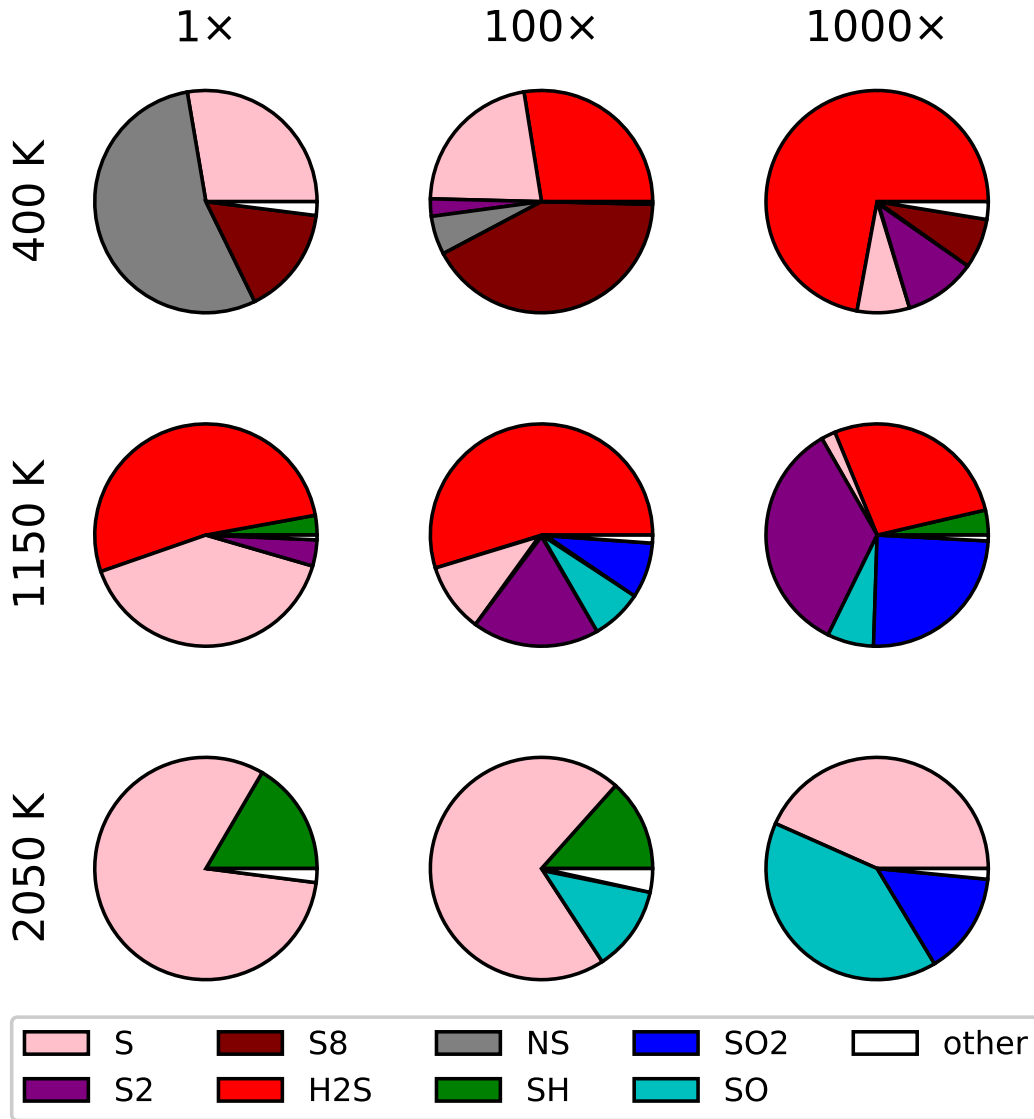 1× 100× 1000×
400 K
1150 K
2050 K
S S8 NS SO2 other
S2 H2S SH SO